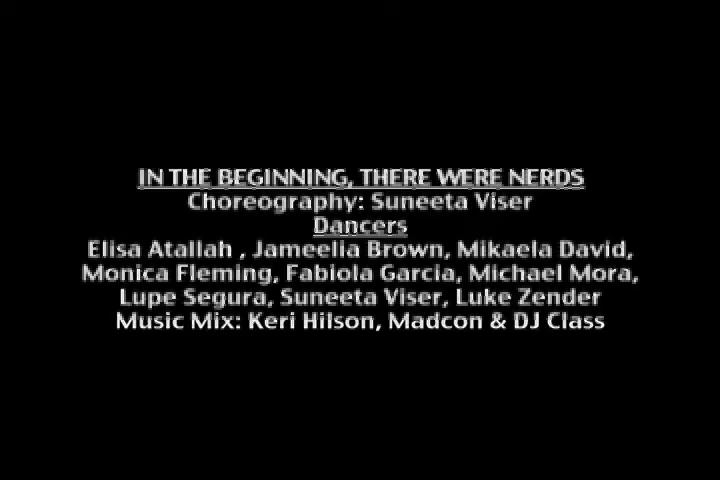 IN THE BEGINNING, THERE WERE NERDS
Choreography: Suneeta Viser
Dancers
Elisa Atallah , Jameelia Brown, Mikaela David,
Monica Fleming, Fabiola Garcia, Michael Mora,
Lupe Segura, Suneeta Viser, Luke Zender
Music Mix: Keri Hilson, Madcon & DJ Class